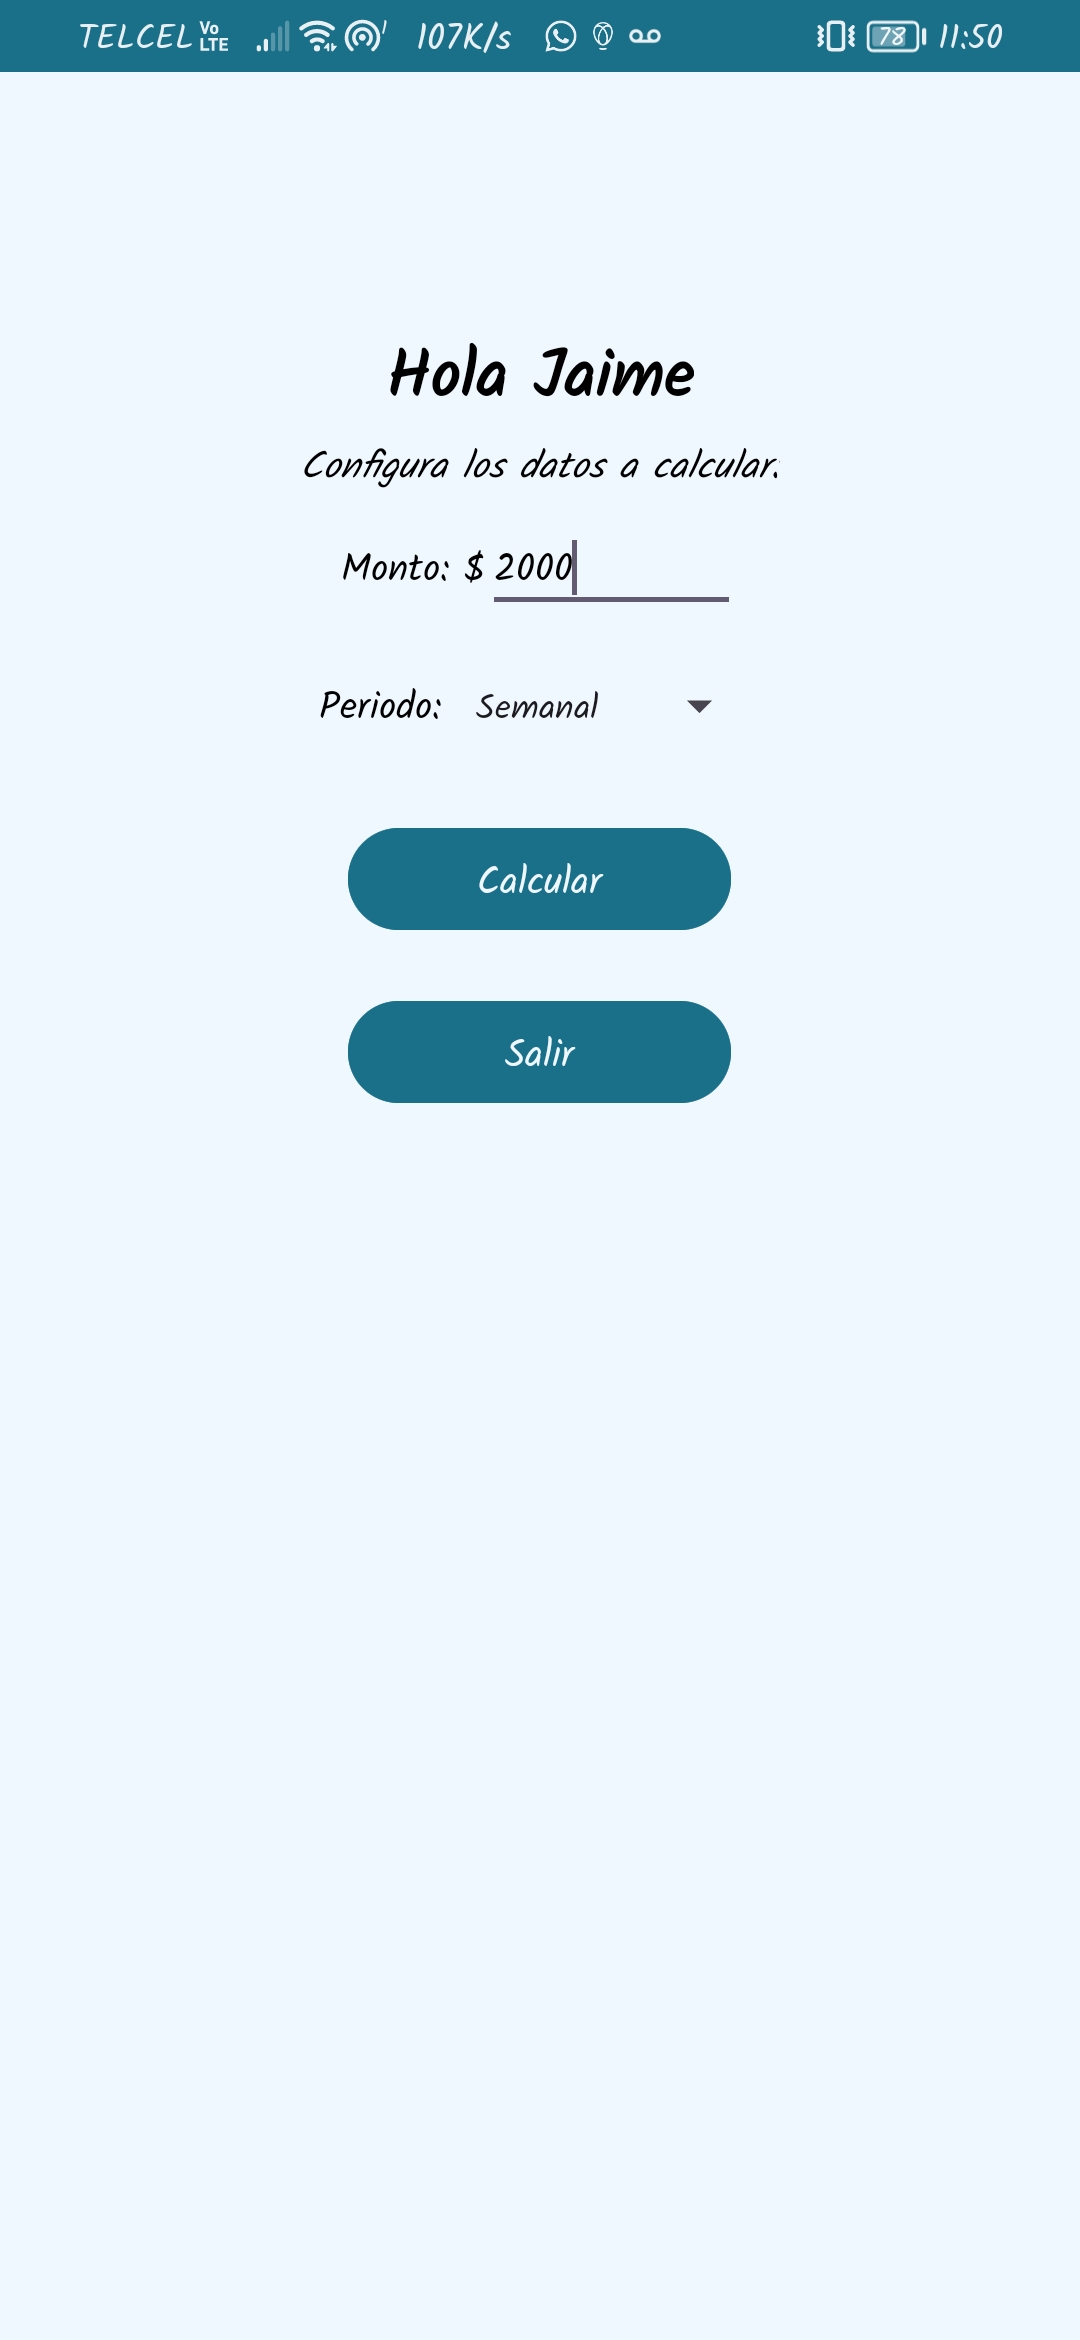 TELCEL Vo LTE 107K/s 78 11:50
Hola Jaime
Configura los datos a calcular:
Monto: $ 2000
Periodo: Semanal
Calcular
Salir